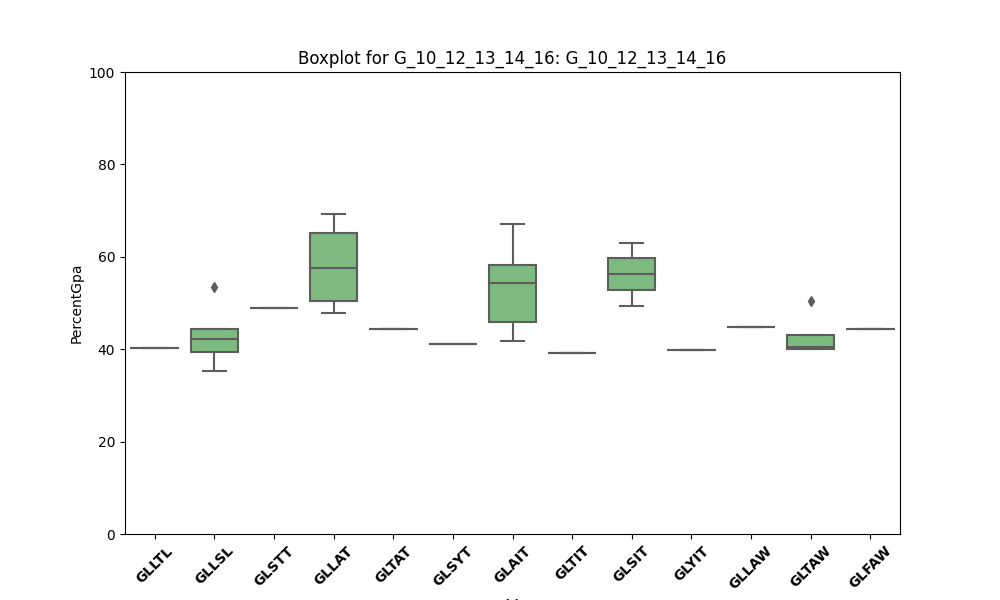 Boxplot for G_10_12_13_14_16: G_10_12_13_14_16
100
80
60
40
20
0
PercentGpa
GLLTL GLLSL GLSTT GLLAT GLTAT GLSYT GLAIT GLTIT GLSIT GLYIT GLLAW GLTAW GLFAW